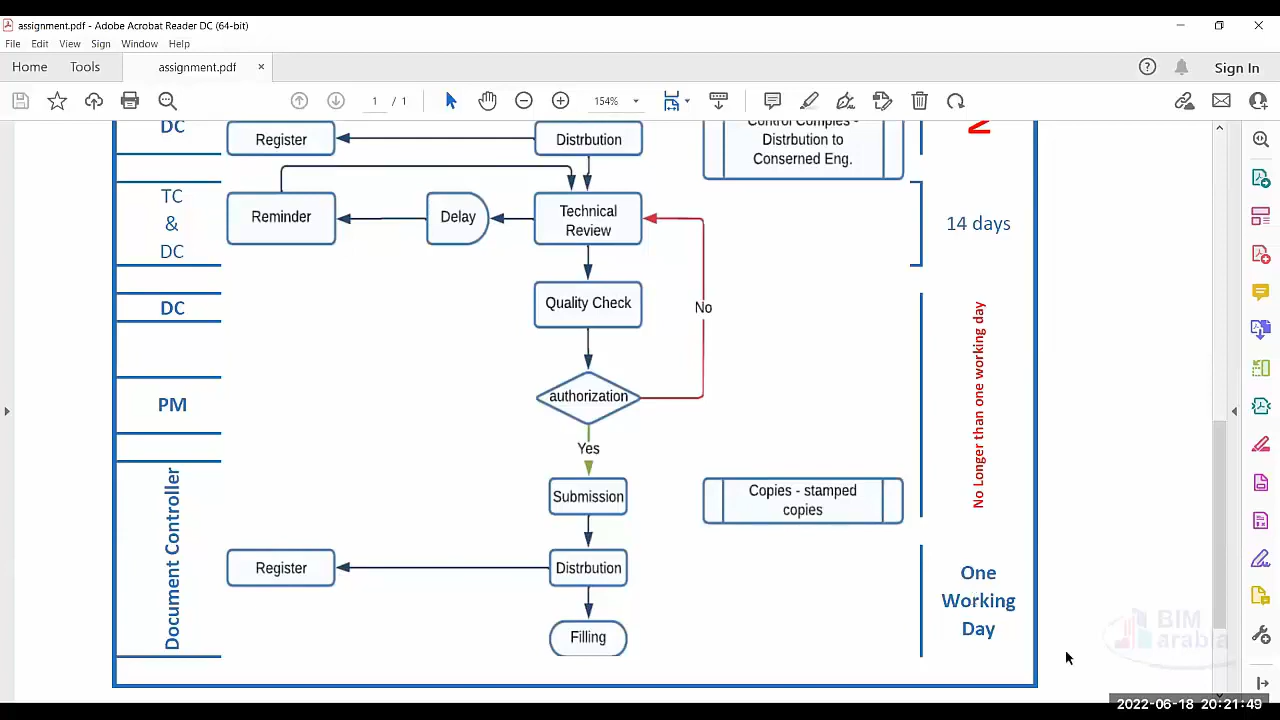 assignment.pdf - Adobe Acrobat Reader DC (64-bit)
File Edit View Sign Window Help
Home Tools assignment.pdf × Sign In
1 / 1 154%
DC
Register
Distrbution
Control Compies -
Distrbution to
Conserned Eng.
TC
&
DC
Reminder
Delay
Technical
Review
14 days
DC
Quality Check
No
No Longer than one working day
PM
authorization
Yes
Document Controller
Submission
Copies - stamped
copies
Register
Distrbution
One
Working
Day
Filling
BIM
arabia
2022-06-18 20:21:49